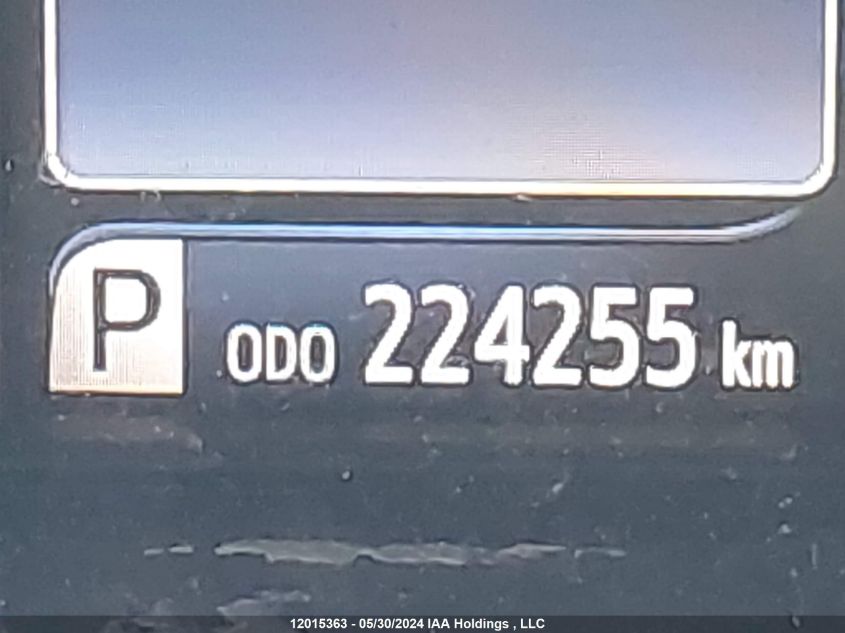 P ODO 224255 km
12015363 - 05/30/2024 IAA Holdings , LLC